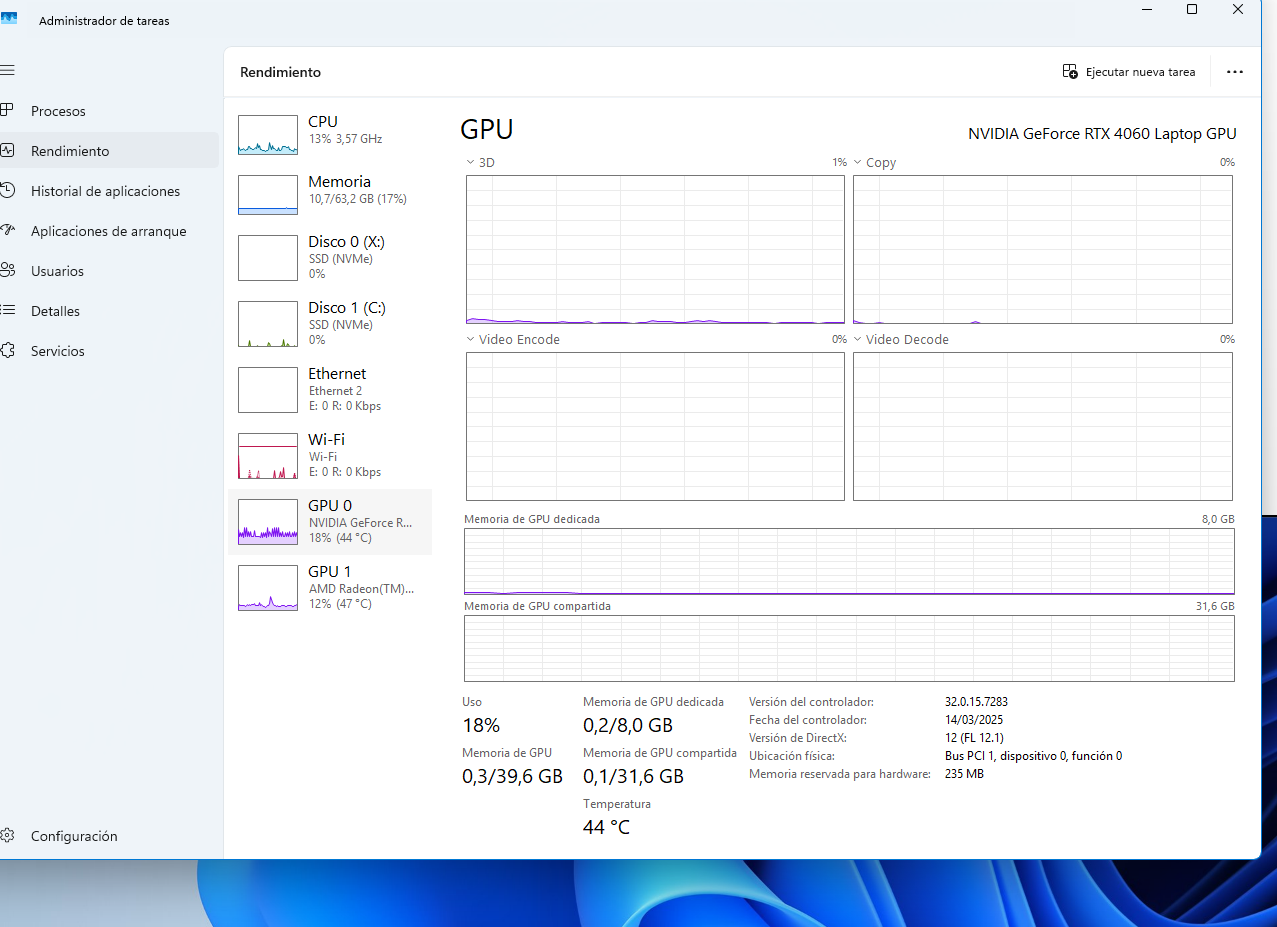 Administrador de tareas
Rendimiento
Ejecutar nueva tarea
Procesos
Rendimiento
Historial de aplicaciones
Aplicaciones de arranque
Usuarios
Detalles
Servicios
Configuración
CPU
13% 3,57 GHz
Memoria
10,7/63,2 GB (17%)
Disco 0 (X:)
SSD (NVMe)
0%
Disco 1 (C:)
SSD (NVMe)
0%
Ethernet
Ethernet 2
E: 0 R: 0 Kbps
Wi-Fi
Wi-Fi
E: 0 R: 0 Kbps
GPU 0
NVIDIA GeForce R...
18% (44 °C)
GPU 1
AMD Radeon(TM)...
12% (47 °C)
GPU
NVIDIA GeForce RTX 4060 Laptop GPU
3D 1%
Copy 0%
Video Encode 0%
Video Decode 0%
Memoria de GPU dedicada 8,0 GB
Memoria de GPU compartida 31,6 GB
Uso
18%
Memoria de GPU dedicada
0,2/8,0 GB
Memoria de GPU
0,3/39,6 GB
Memoria de GPU compartida
0,1/31,6 GB
Temperatura
44 °C
Versión del controlador: 32.0.15.7283
Fecha del controlador: 14/03/2025
Versión de DirectX: 12 (FL 12.1)
Ubicación física: Bus PCI 1, dispositivo 0, función 0
Memoria reservada para hardware: 235 MB